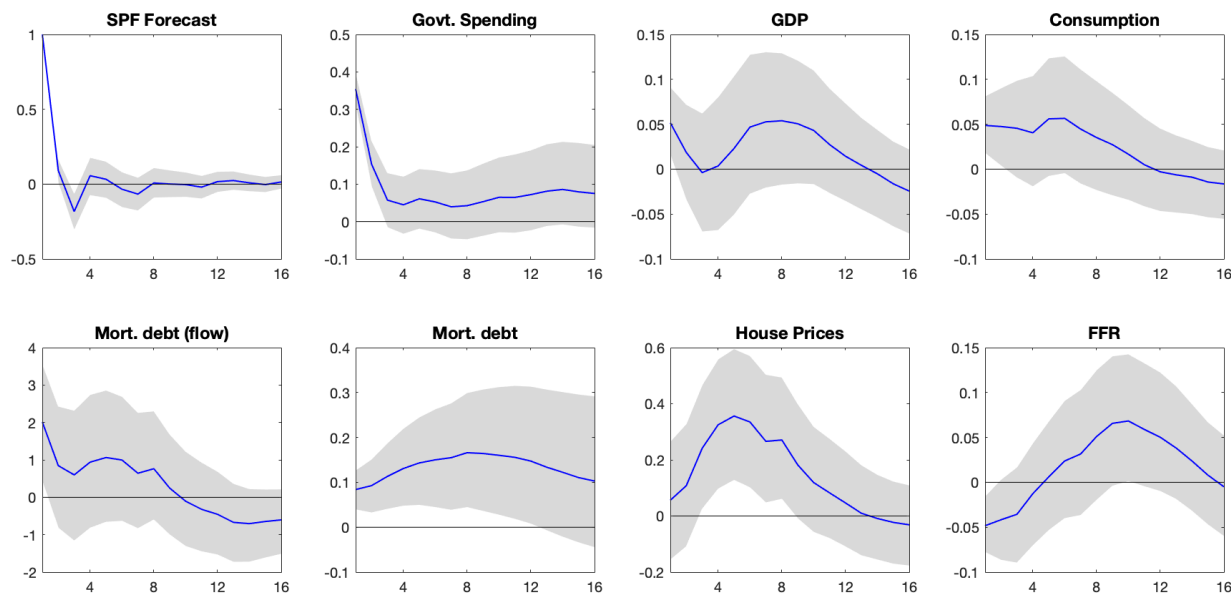 SPF Forecast
1
0.5
0
-0.5
4 8 12 16
Govt. Spending
0.5
0.4
0.3
0.2
0.1
0
-0.1
4 8 12 16
GDP
0.15
0.1
0.05
0
-0.05
-0.1
4 8 12 16
Consumption
0.15
0.1
0.05
0
-0.05
-0.1
4 8 12 16
Mort. debt (flow)
4
3
2
1
0
-1
-2
4 8 12 16
Mort. debt
0.4
0.3
0.2
0.1
0
-0.1
4 8 12 16
House Prices
0.6
0.4
0.2
0
-0.2
4 8 12 16
FFR
0.15
0.1
0.05
0
-0.05
-0.1
4 8 12 16